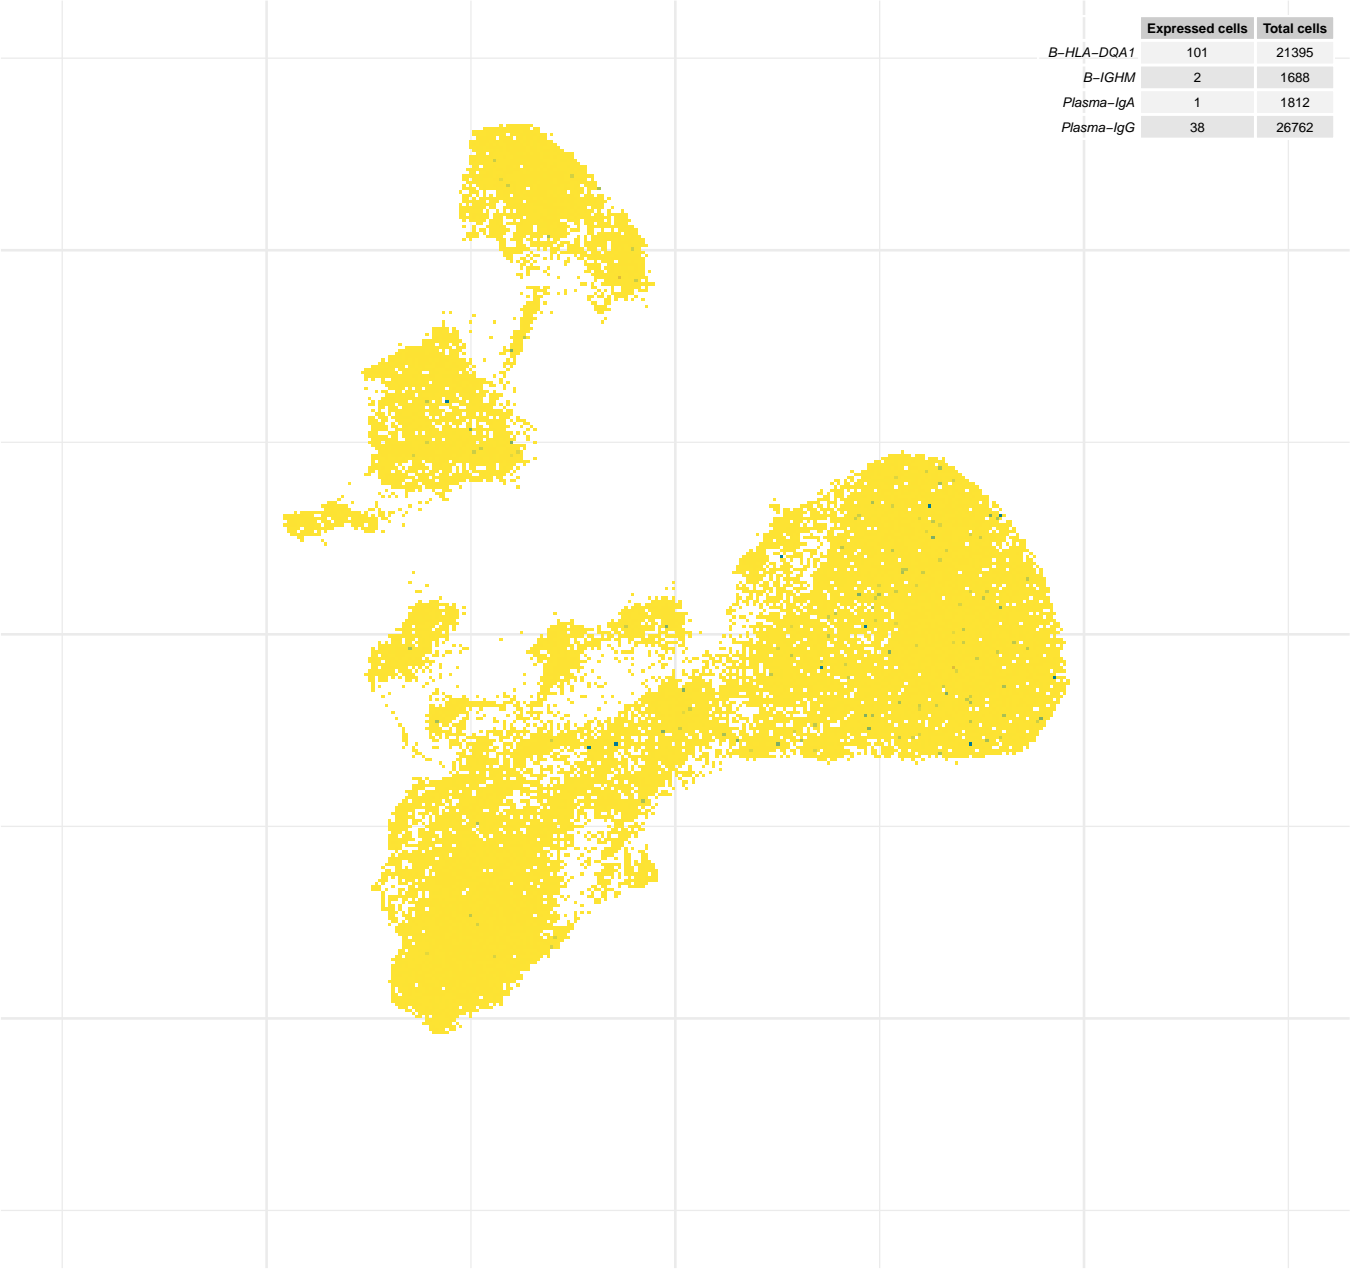 Expressed cells Total cells
B−HLA−DQA1 101 21395
B−IGHM 2 1688
Plasma−IgA 1 1812
Plasma−IgG 38 26762